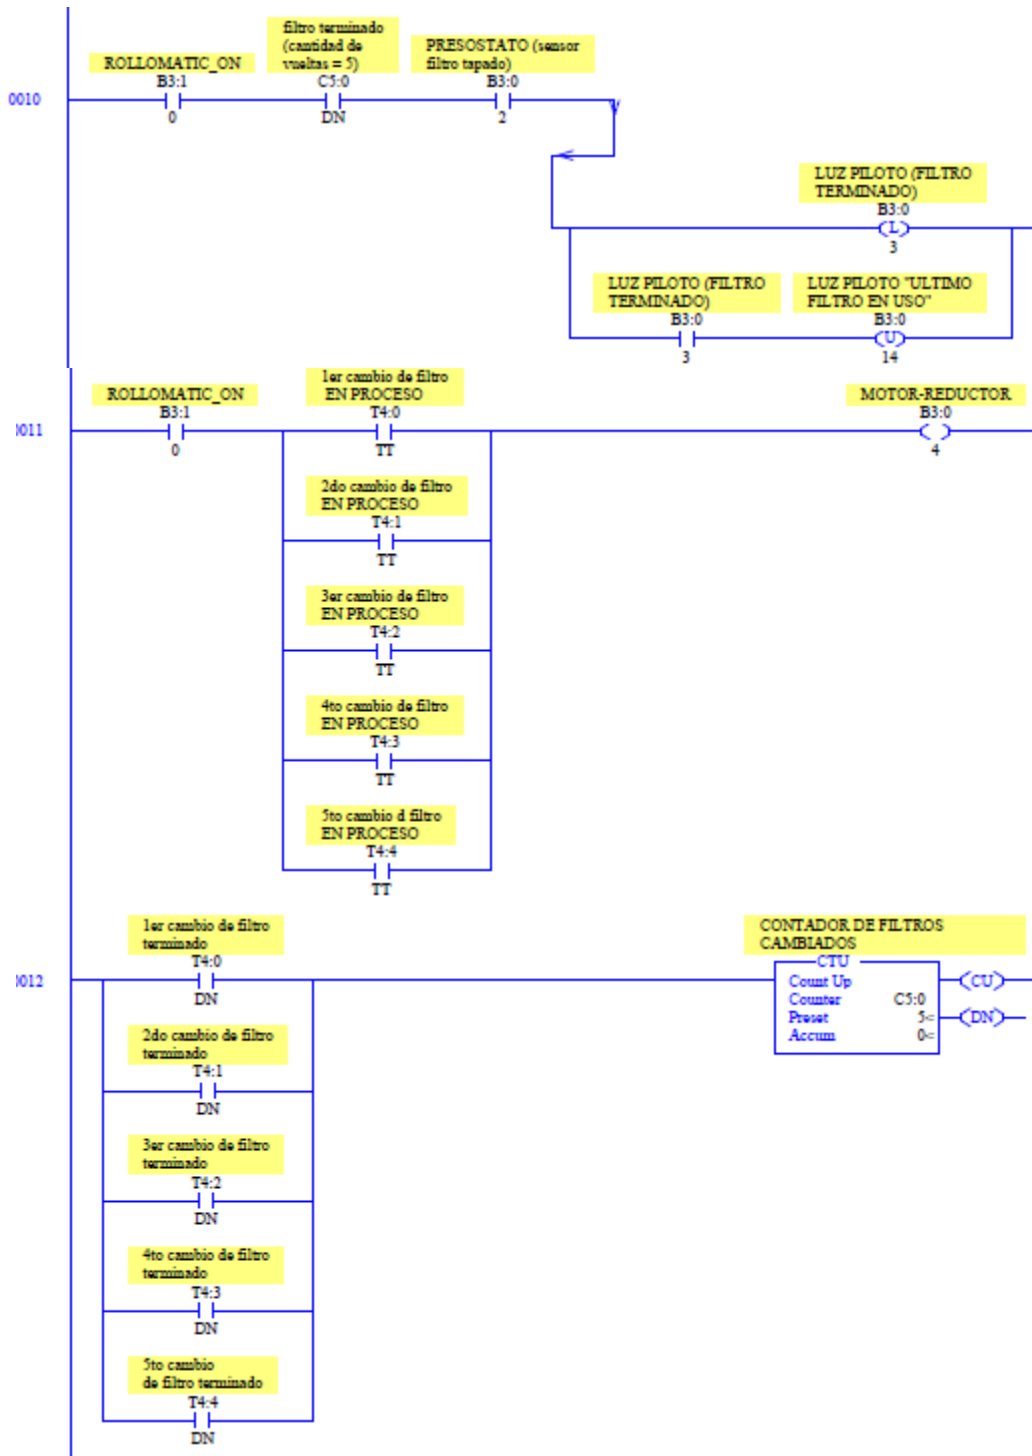 filtro terminado
(cantidad de
vueltas = 5)
PRESOSTATO (sensor
filtro tapado)
ROLLOMATIC_ON
B3:1
C5:0
B3:0
0010
0
DN
2
LUZ PILOTO (FILTRO
TERMINADO)
B3:0
L
3
LUZ PILOTO (FILTRO
TERMINADO)
B3:0
3
LUZ PILOTO "ULTIMO
FILTRO EN USO"
B3:0
U
14
ROLLOMATIC_ON
B3:1
0011
0
1er cambio de filtro
EN PROCESO
T4:0
TT
MOTOR-REDUCTOR
B3:0
4
2do cambio de filtro
EN PROCESO
T4:1
TT
3er cambio de filtro
EN PROCESO
T4:2
TT
4to cambio de filtro
EN PROCESO
T4:3
TT
5to cambio d filtro
EN PROCESO
T4:4
TT
1er cambio de filtro
terminado
T4:0
0012
DN
CONTADOR DE FILTROS
CAMBIADOS
CTU
Count Up
Counter C5:0
Preset 5<
Accum 0<
CU
DN
2do cambio de filtro
terminado
T4:1
DN
3er cambio de filtro
terminado
T4:2
DN
4to cambio de filtro
terminado
T4:3
DN
5to cambio
de filtro terminado
T4:4
DN